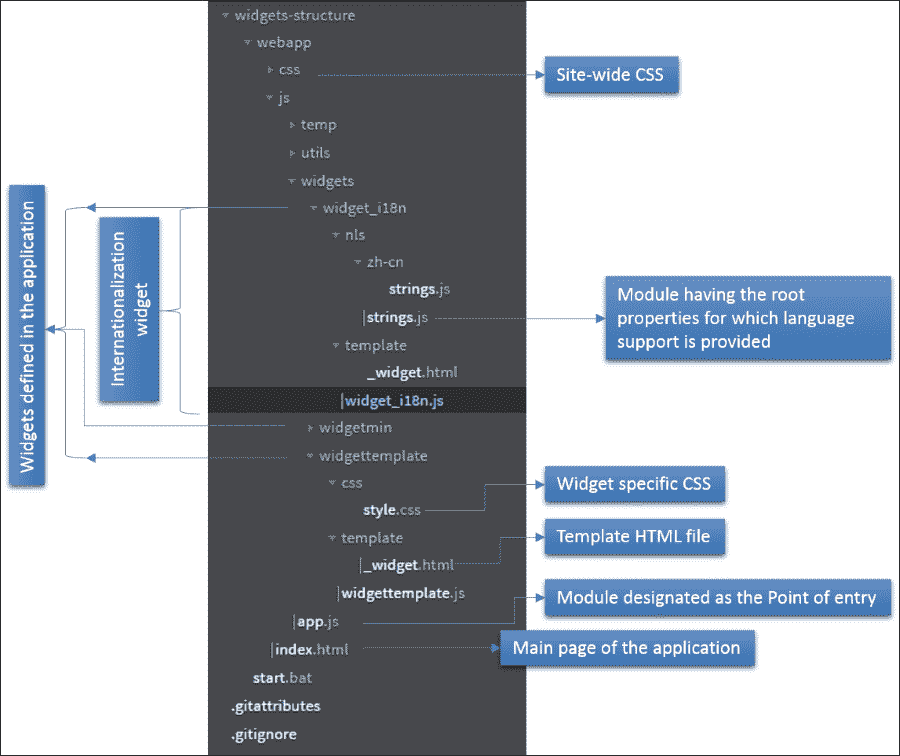 widgets-structure
webapp
css
Site-wide CSS
js
temp
utils
widgets
widget_i18n
nls
zh-cn
strings.js
strings.js
Module having the root
properties for which language
support is provided
template
_widget.html
widget_i18n.js
widgetmin
widgettemplate
css
style.css
Widget specific CSS
template
Template HTML file
_widget.html
widgettemplate.js
app.js
Module designated as the Point of entry
index.html
Main page of the application
start.bat
.gitattributes
.gitignore
Widgets defined in the application
Internationalization
widget